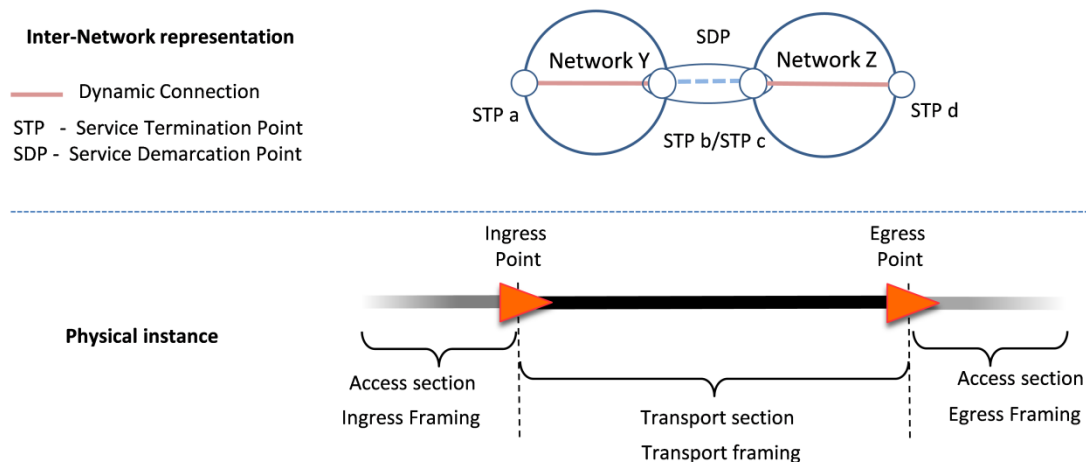 Inter-Network representation
Dynamic Connection
STP - Service Termination Point
SDP - Service Demarcation Point
SDP
Network Y
Network Z
STP a
STP d
STP b/STP c
Ingress
Point
Egress
Point
Physical instance
Access section
Ingress Framing
Transport section
Transport framing
Access section
Egress Framing